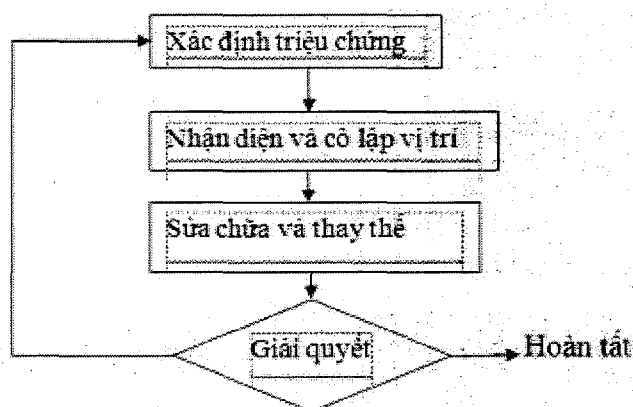 Xác định triệu chứng
Nhận diện và cô lập vị trí
Sửa chữa và thay thế
Giải quyết
Hoàn tất